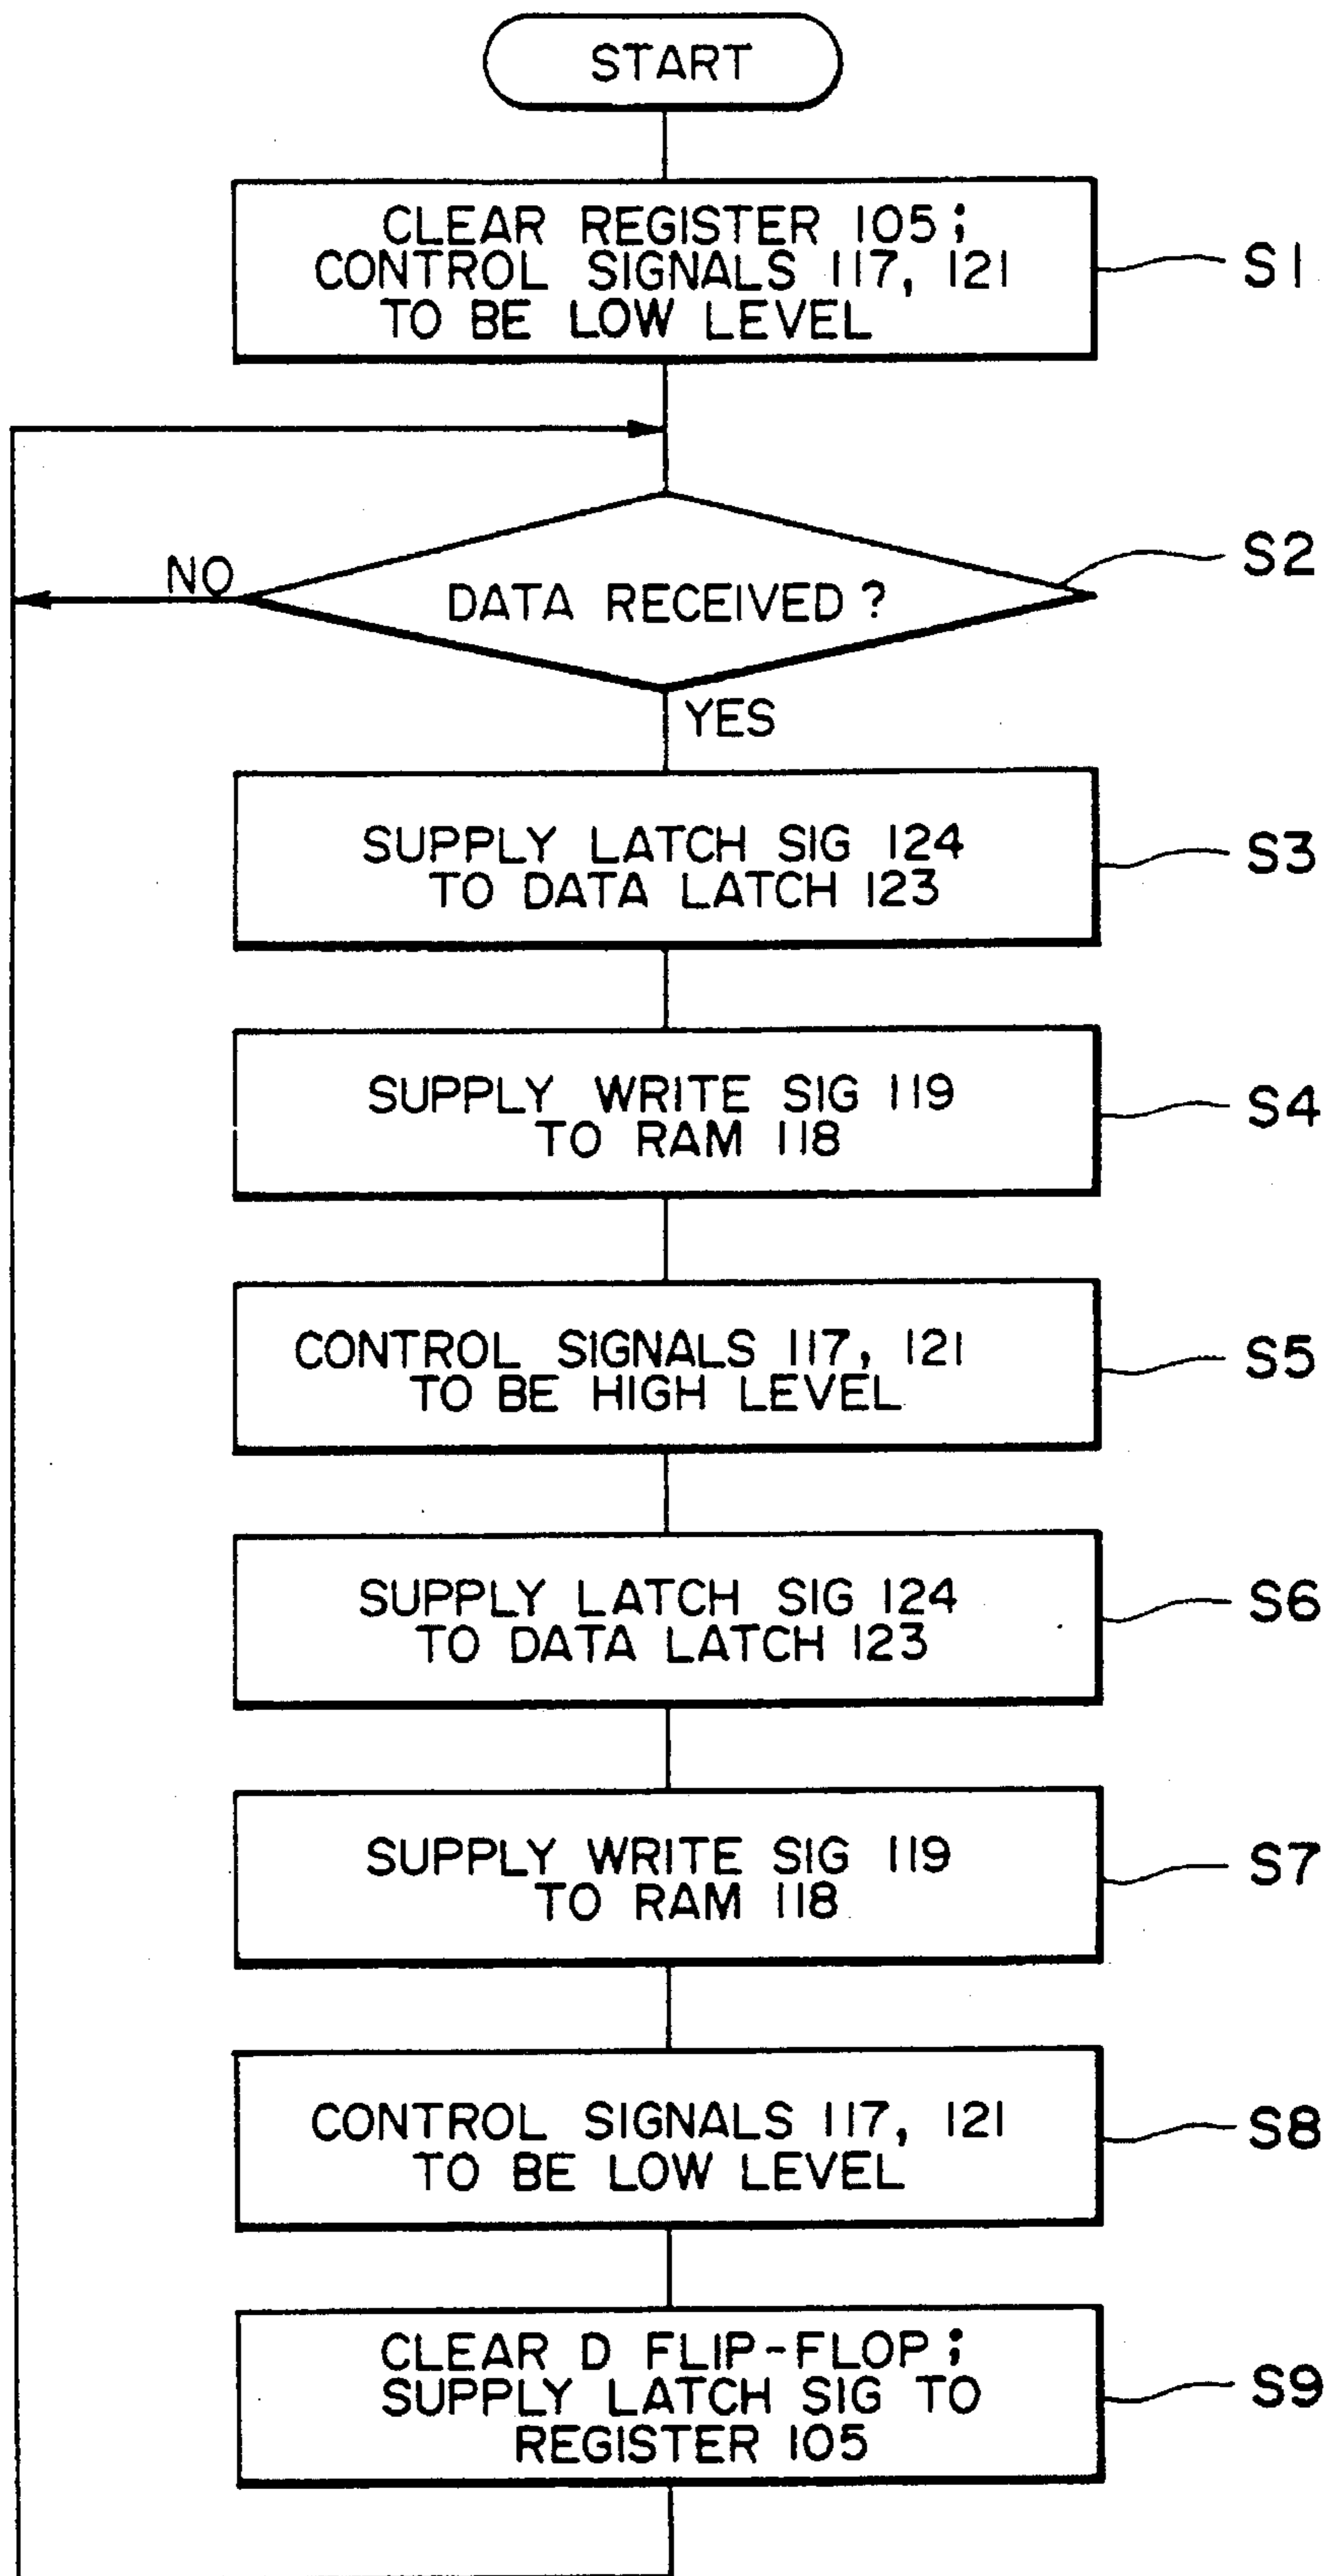 START
CLEAR REGISTER 105;
CONTROL SIGNALS 117, 121
TO BE LOW LEVEL
S1
NO
DATA RECEIVED?
S2
YES
SUPPLY LATCH SIG 124
TO DATA LATCH 123
S3
SUPPLY WRITE SIG 119
TO RAM 118
S4
CONTROL SIGNALS 117, 121
TO BE HIGH LEVEL
S5
SUPPLY LATCH SIG 124
TO DATA LATCH 123
S6
SUPPLY WRITE SIG 119
TO RAM 118
S7
CONTROL SIGNALS 117, 121
TO BE LOW LEVEL
S8
CLEAR D FLIP-FLOP;
SUPPLY LATCH SIG TO
REGISTER 105
S9